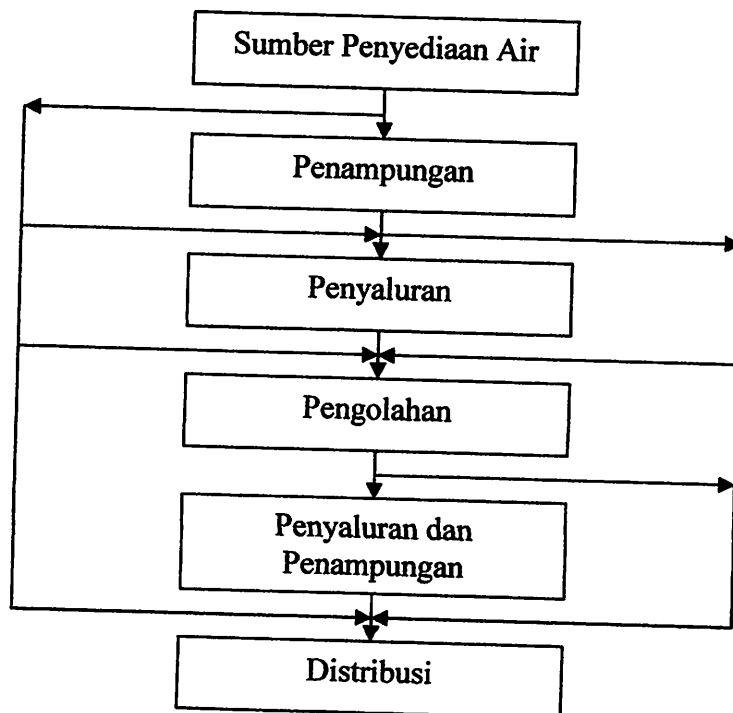 Sumber Penyediaan Air
Penampungan
Penyaluran
Pengolahan
Penyaluran dan
Penampungan
Distribusi